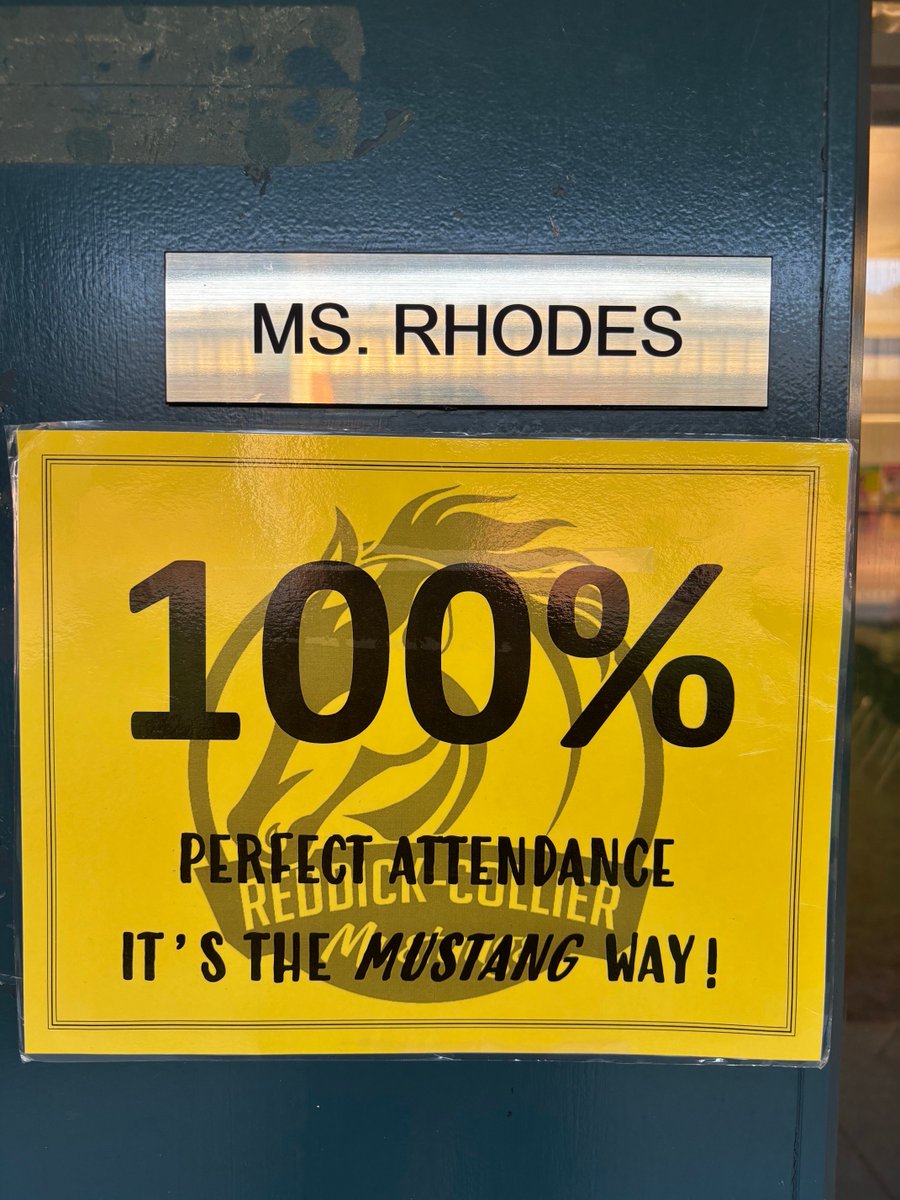 MS. RHODES
100%
PERFECT ATTENDANCE
REDDICK-COLLIER
IT'S THE MUSTANG WAY!